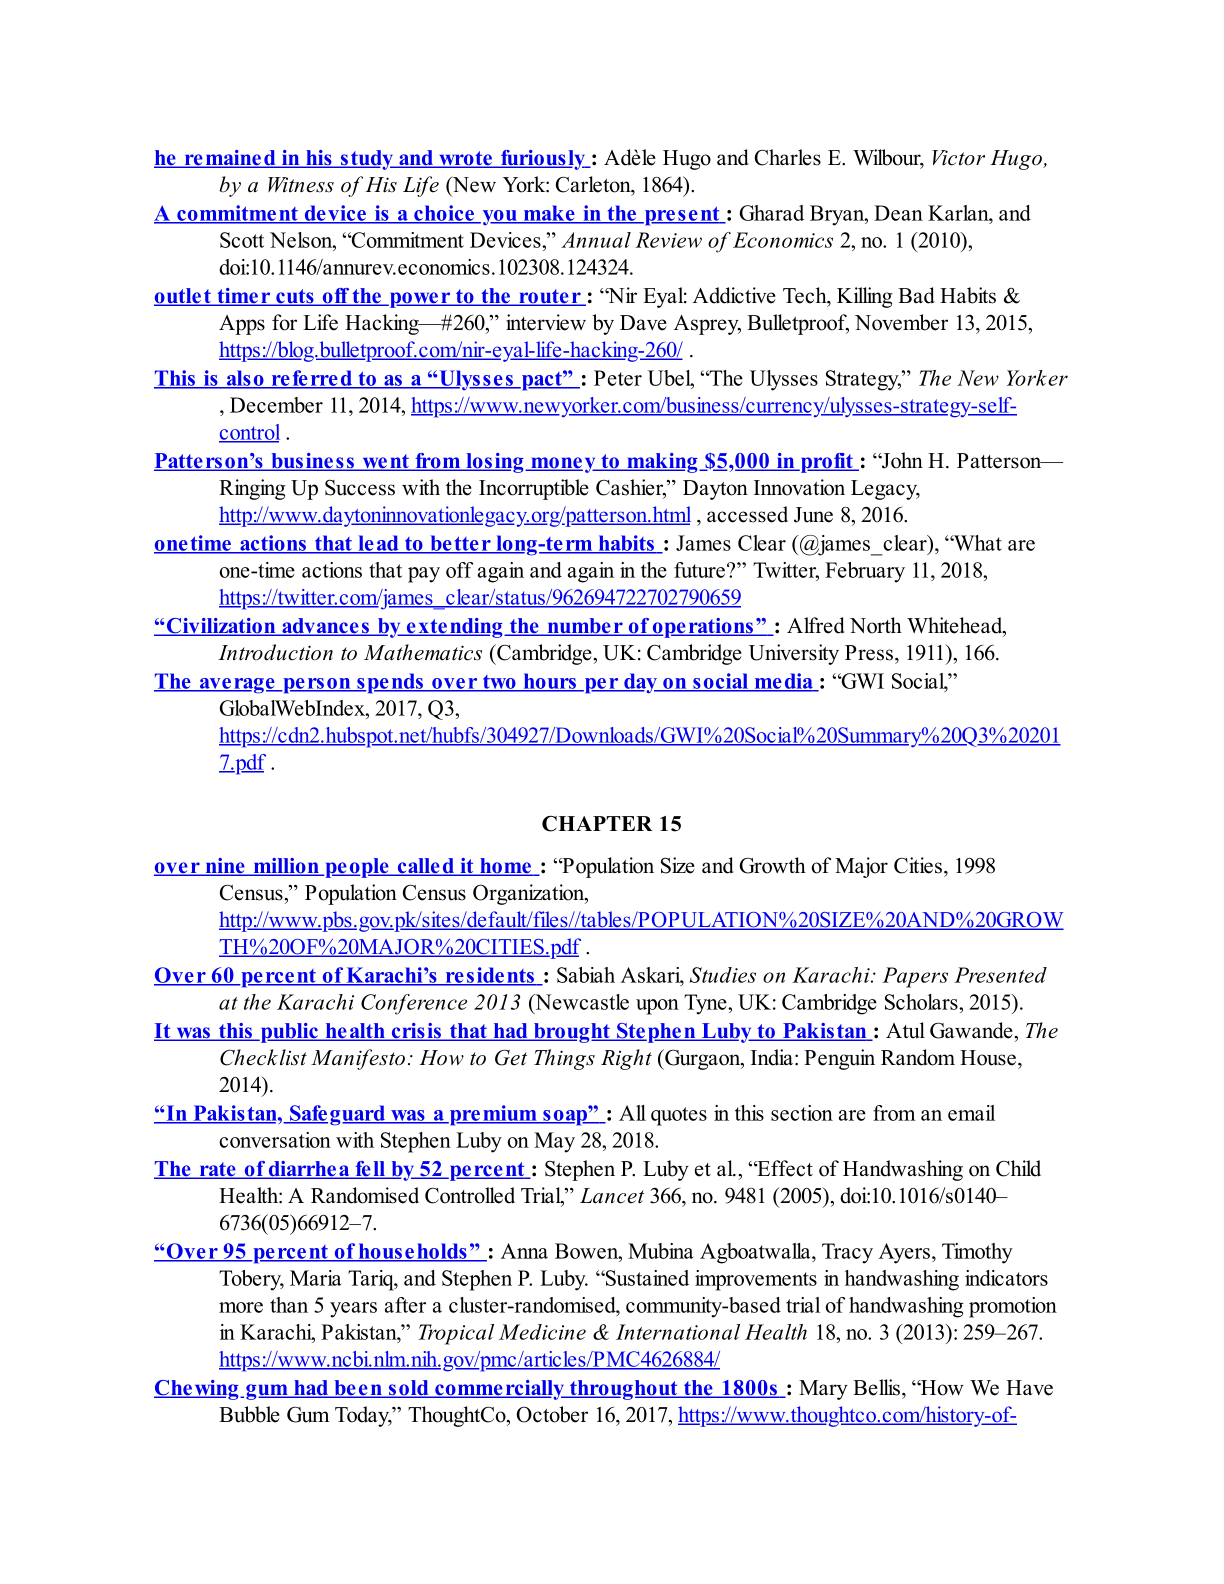 he remained in his study and wrote furiously : Adèle Hugo and Charles E. Wilbour, Victor Hugo,
by a Witness of His Life (New York: Carleton, 1864).
A commitment device is a choice you make in the present : Gharad Bryan, Dean Karlan, and
Scott Nelson, “Commitment Devices,” Annual Review of Economics 2, no. 1 (2010),
doi:10.1146/annurev.economics.102308.124324.
outlet timer cuts off the power to the router : “Nir Eyal: Addictive Tech, Killing Bad Habits &
Apps for Life Hacking—#260,” interview by Dave Asprey, Bulletproof, November 13, 2015,
https://blog.bulletproof.com/nir-eyal-life-hacking-260/ .
This is also referred to as a “Ulysses pact” : Peter Ubel, “The Ulysses Strategy,” The New Yorker
, December 11, 2014, https://www.newyorker.com/business/currency/ulysses-strategy-self-
control .
Patterson’s business went from losing money to making $5,000 in profit : “John H. Patterson—
Ringing Up Success with the Incorruptible Cashier,” Dayton Innovation Legacy,
http://www.daytoninnovationlegacy.org/patterson.html , accessed June 8, 2016.
onetime actions that lead to better long-term habits : James Clear (@james_clear), “What are
one-time actions that pay off again and again in the future?” Twitter, February 11, 2018,
https://twitter.com/james_clear/status/962694722702790659
“Civilization advances by extending the number of operations” : Alfred North Whitehead,
Introduction to Mathematics (Cambridge, UK: Cambridge University Press, 1911), 166.
The average person spends over two hours per day on social media : “GWI Social,”
GlobalWebIndex, 2017, Q3,
https://cdn2.hubspot.net/hubfs/304927/Downloads/GWI%20Social%20Summary%20Q3%20201
7.pdf .
CHAPTER 15
over nine million people called it home : “Population Size and Growth of Major Cities, 1998
Census,” Population Census Organization,
http://www.pbs.gov.pk/sites/default/files//tables/POPULATION%20SIZE%20AND%20GROW
TH%20OF%20MAJOR%20CITIES.pdf .
Over 60 percent of Karachi’s residents : Sabiah Askari, Studies on Karachi: Papers Presented
at the Karachi Conference 2013 (Newcastle upon Tyne, UK: Cambridge Scholars, 2015).
It was this public health crisis that had brought Stephen Luby to Pakistan : Atul Gawande, The
Checklist Manifesto: How to Get Things Right (Gurgaon, India: Penguin Random House,
2014).
“In Pakistan, Safeguard was a premium soap” : All quotes in this section are from an email
conversation with Stephen Luby on May 28, 2018.
The rate of diarrhea fell by 52 percent : Stephen P. Luby et al., “Effect of Handwashing on Child
Health: A Randomised Controlled Trial,” Lancet 366, no. 9481 (2005), doi:10.1016/s0140–
6736(05)66912–7.
“Over 95 percent of households” : Anna Bowen, Mubina Agboatwalla, Tracy Ayers, Timothy
Tobery, Maria Tariq, and Stephen P. Luby. “Sustained improvements in handwashing indicators
more than 5 years after a cluster-randomised, community-based trial of handwashing promotion
in Karachi, Pakistan,” Tropical Medicine & International Health 18, no. 3 (2013): 259–267.
https://www.ncbi.nlm.nih.gov/pmc/articles/PMC4626884/
Chewing gum had been sold commercially throughout the 1800s : Mary Bellis, “How We Have
Bubble Gum Today,” ThoughtCo, October 16, 2017, https://www.thoughtco.com/history-of-